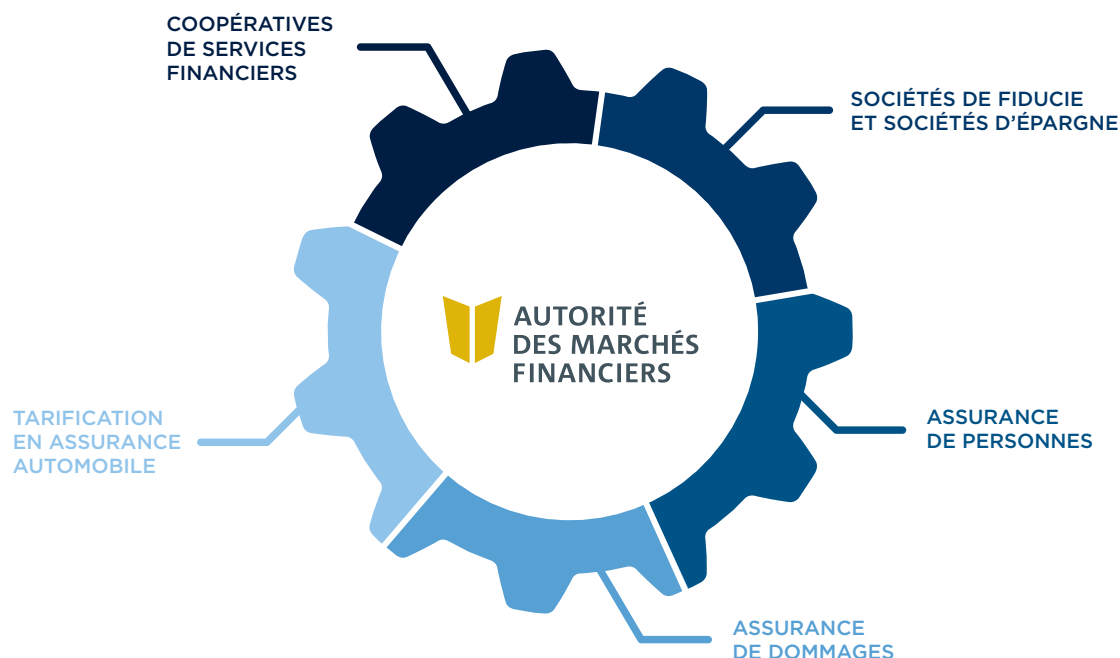 COOPÉRATIVES
DE SERVICES
FINANCIERS
SOCIÉTÉS DE FIDUCIE
ET SOCIÉTÉS D’ÉPARGNE
AUTORITÉ
DES MARCHÉS
FINANCIERS
TARIFICATION
EN ASSURANCE
AUTOMOBILE
ASSURANCE
DE PERSONNES
ASSURANCE
DE DOMMAGES